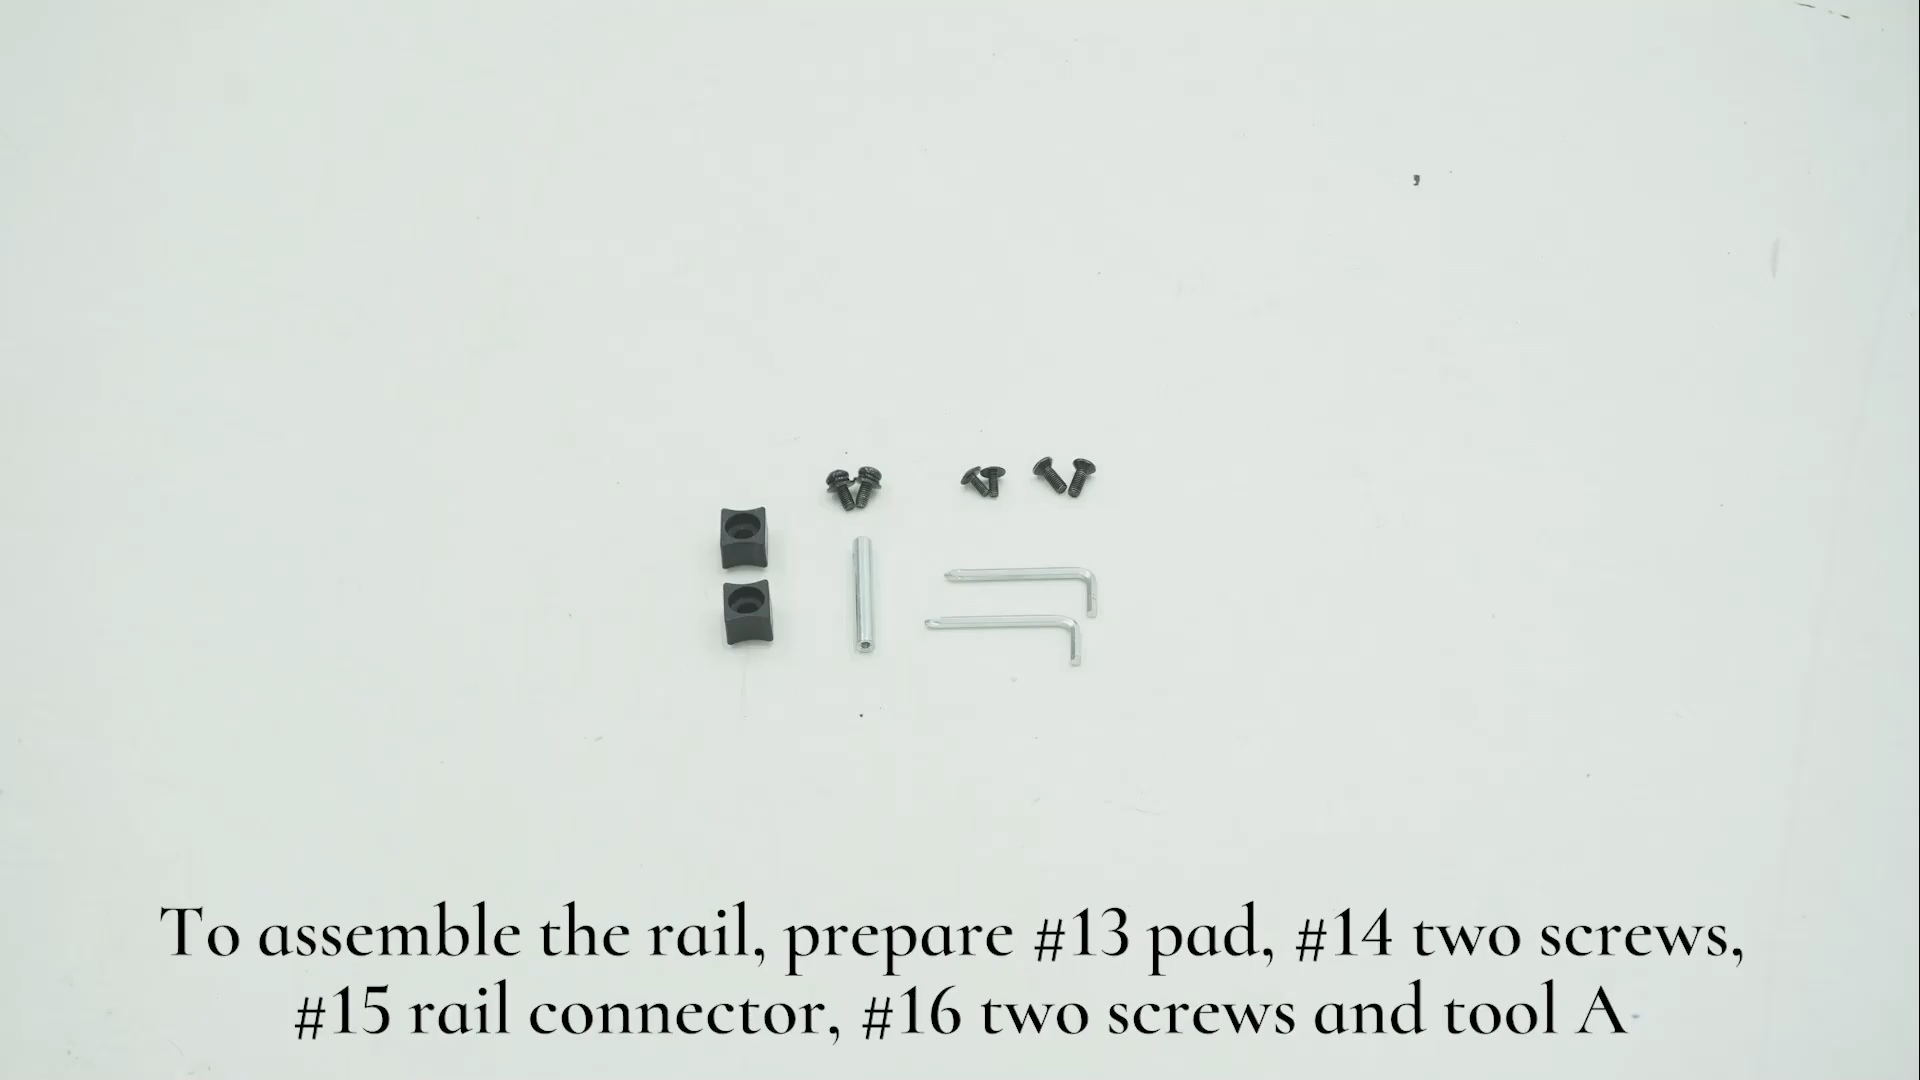 To assemble the rail, prepare #13 pad, #14 two screws,
#15 rail connector, #16 two screws and tool A